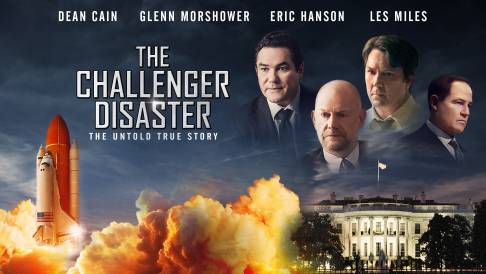 DEAN CAIN GLENN MORSHOWER ERIC HANSON LES MILES
THE
CHALLENGER
DISASTER
THE UNTOLD TRUE STORY